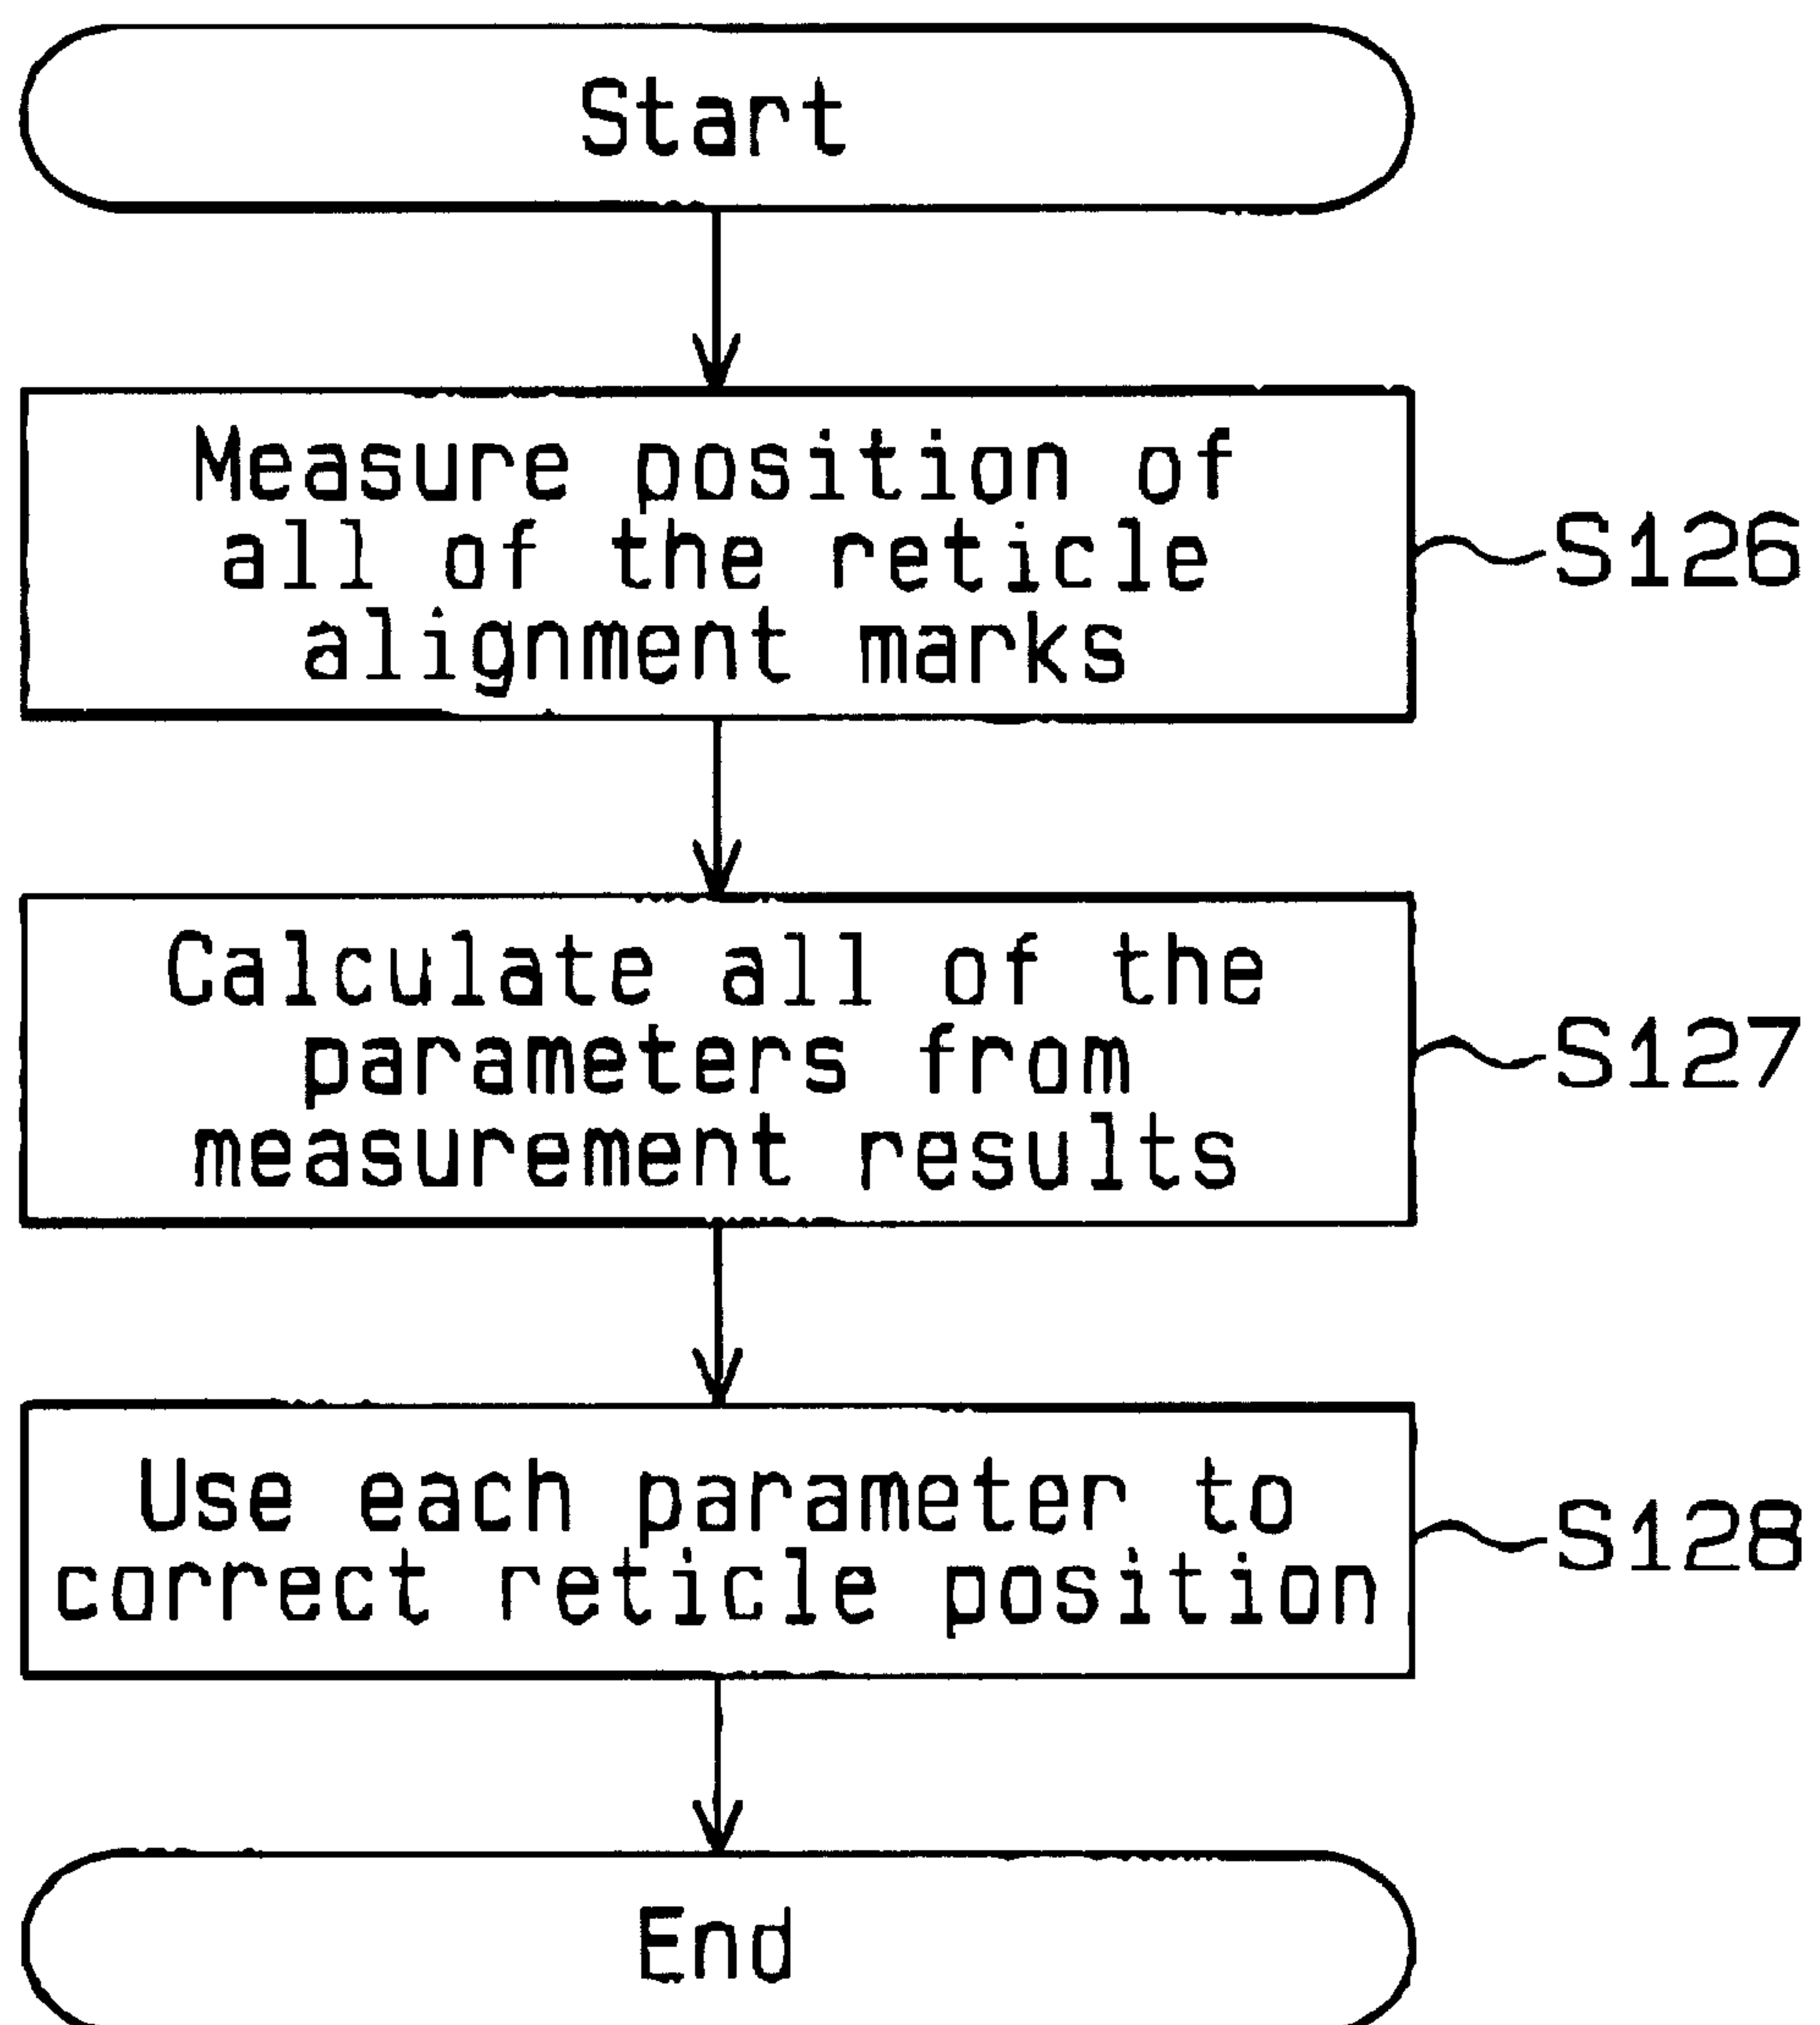 Start
Measure position of
all of the reticle
alignment marks
S126
Calculate all of the
parameters from
measurement results
S127
Use each parameter to
correct reticle position
S128
End